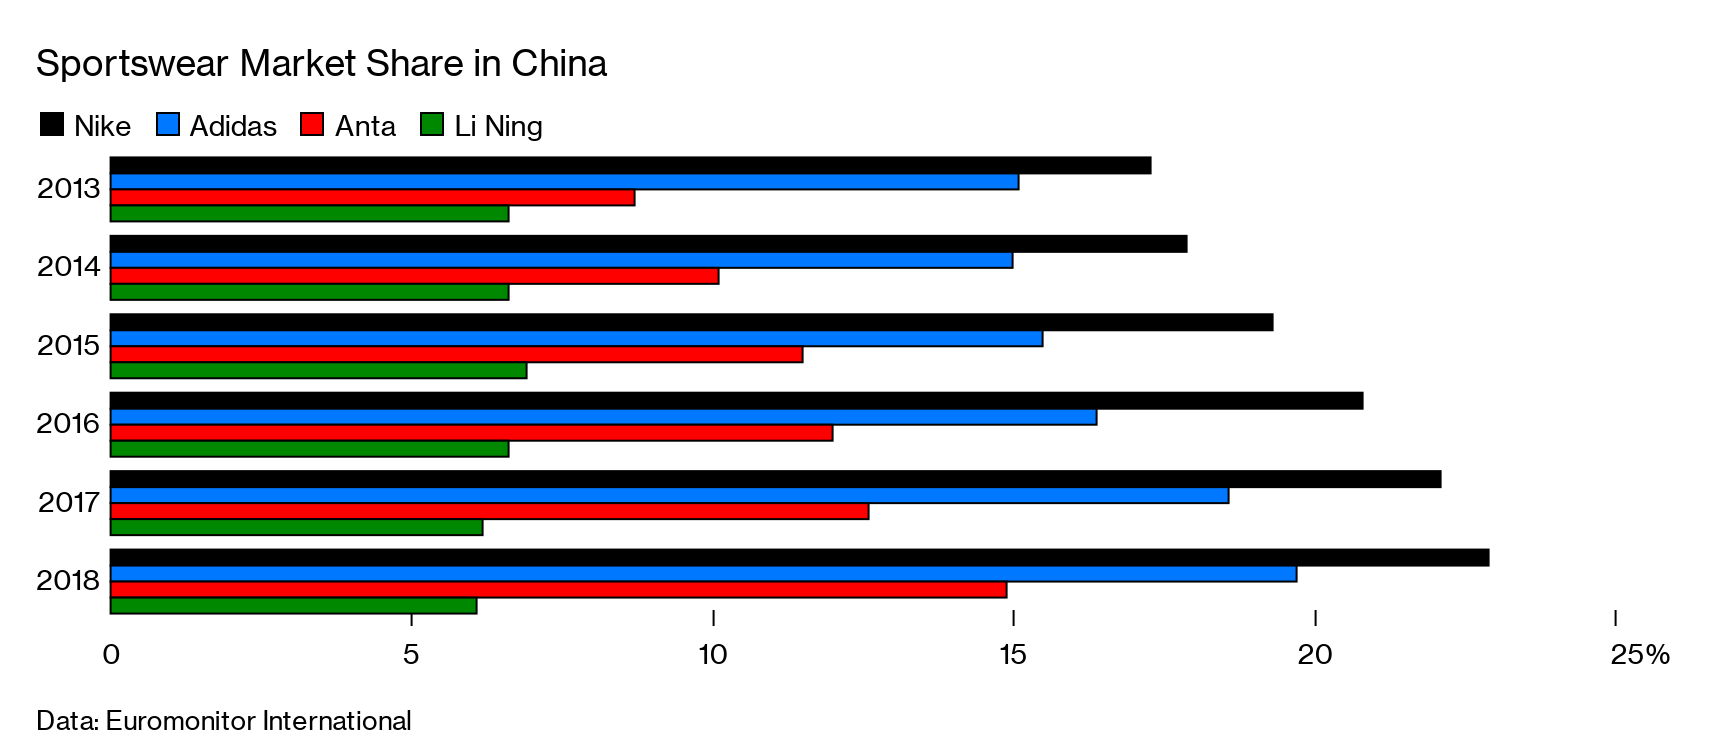 Sportswear Market Share in China
Nike Adidas Anta Li Ning
2013
2014
2015
2016
2017
2018
0 5 10 15 20 25%
Data: Euromonitor International